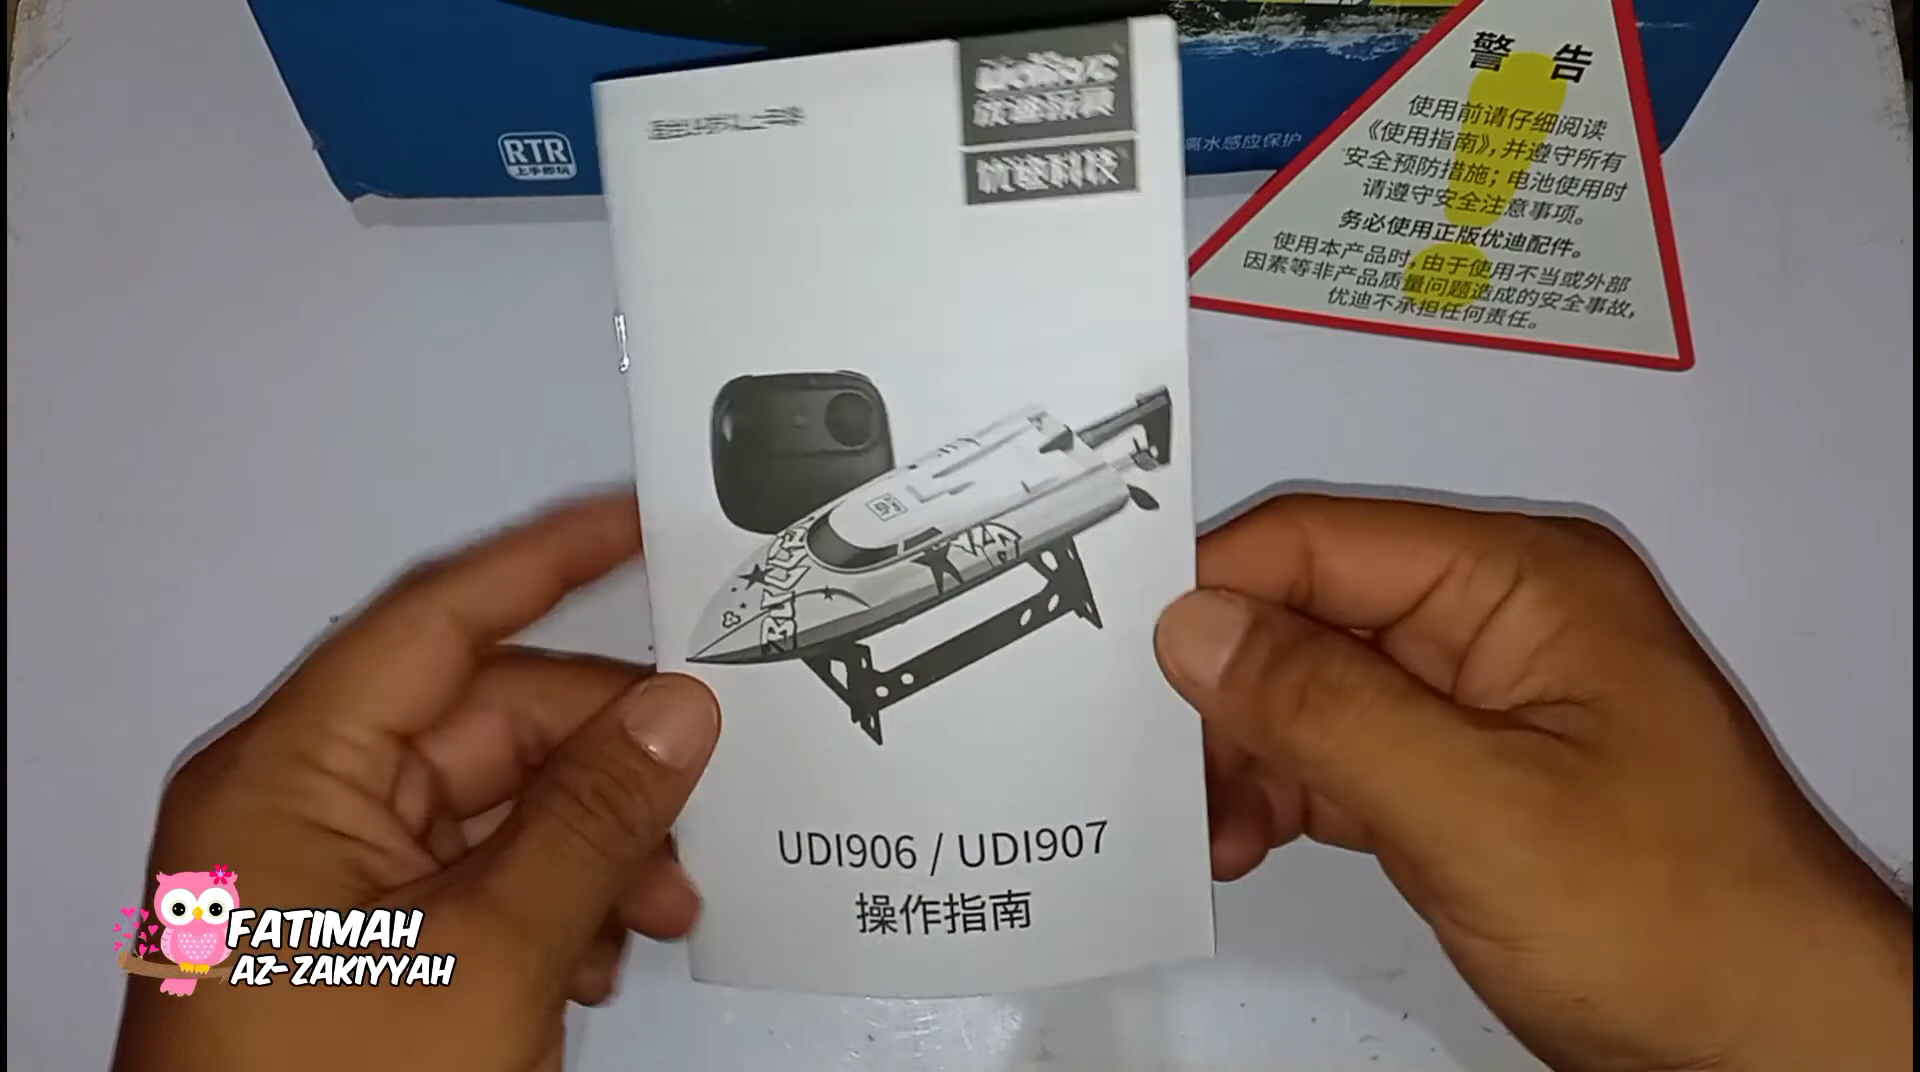 RTR
上手即玩
离水感应保护
警 告
使用前请仔细阅读
《使用指南》，并遵守所有
安全预防措施；电池使用时
请遵守安全注意事项。
务必使用正版优迪配件。
使用本产品时，由于使用不当或外部
因素等非产品质量问题造成的安全事故，
优迪不承担任何责任。
UDI906 / UDI907
操作指南
FATIMAH
AZ-ZAKIYYAH